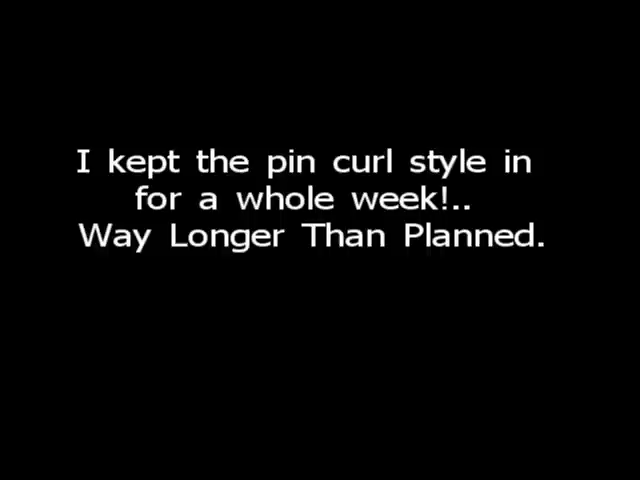 I kept the pin curl style in
for a whole week!..
Way Longer Than Planned.